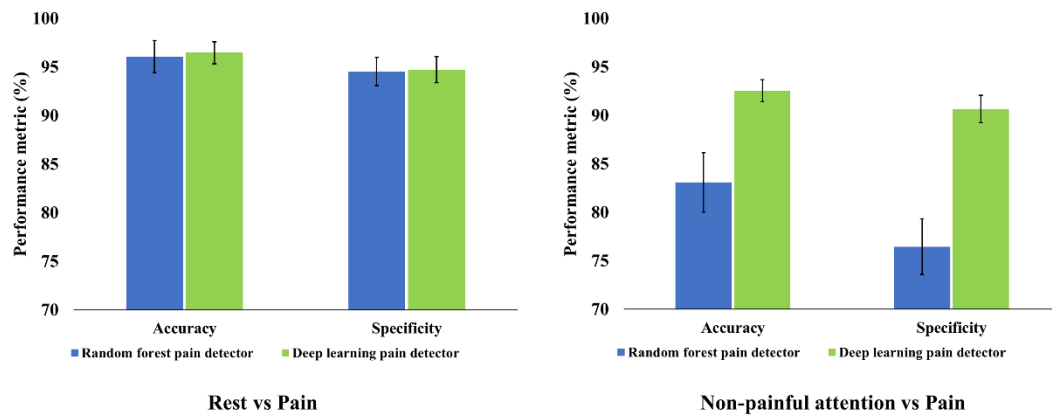 Performance metric (%)
100
95
90
85
80
75
70
Accuracy
Specificity
Random forest pain detector
Deep learning pain detector
Rest vs Pain
Performance metric (%)
100
95
90
85
80
75
70
Accuracy
Specificity
Random forest pain detector
Deep learning pain detector
Non-painful attention vs Pain